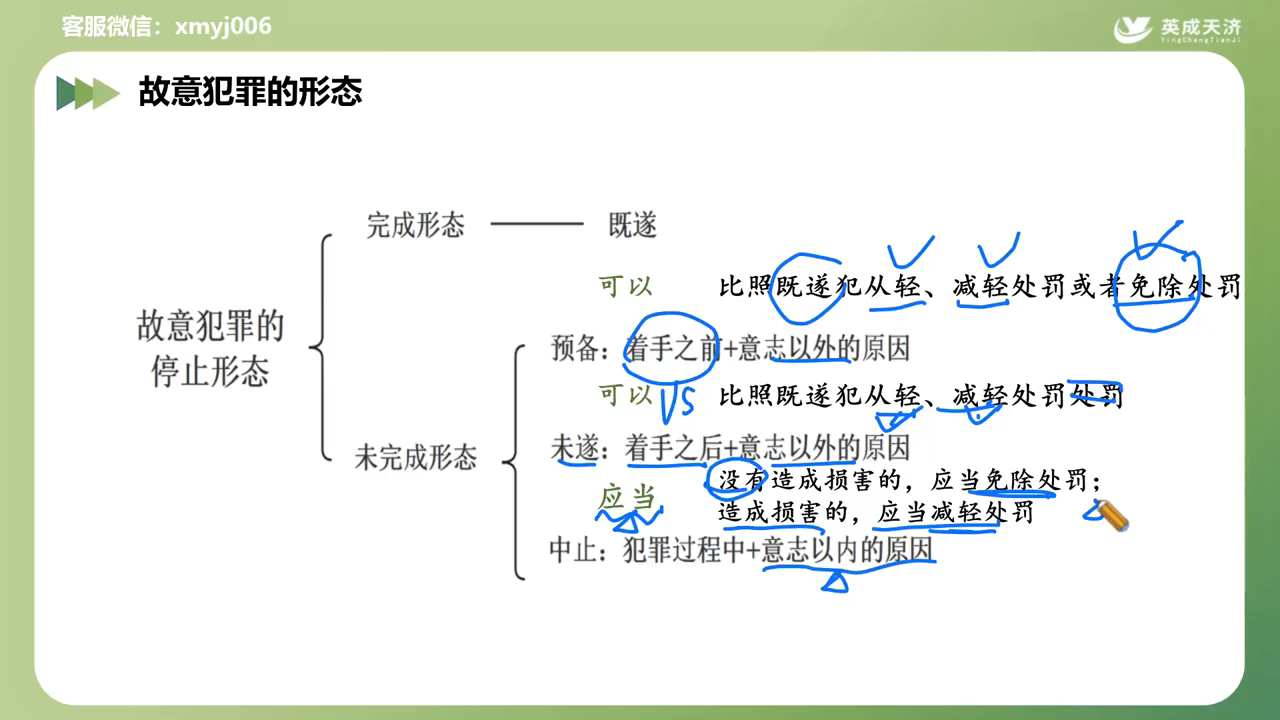 客服微信：xmyj006
英成天济
YingChengTianJi
故意犯罪的形态
完成形态 既遂
可以 比照既遂犯从轻、减轻处罚或者免除处罚
故意犯罪的
停止形态
预备：着手之前+意志以外的原因
可以 VS 比照既遂犯从轻、减轻处罚处罚
未完成形态
未遂：着手之后+意志以外的原因
没有造成损害的，应当免除处罚；
应当
造成损害的，应当减轻处罚
中止：犯罪过程中+意志以内的原因